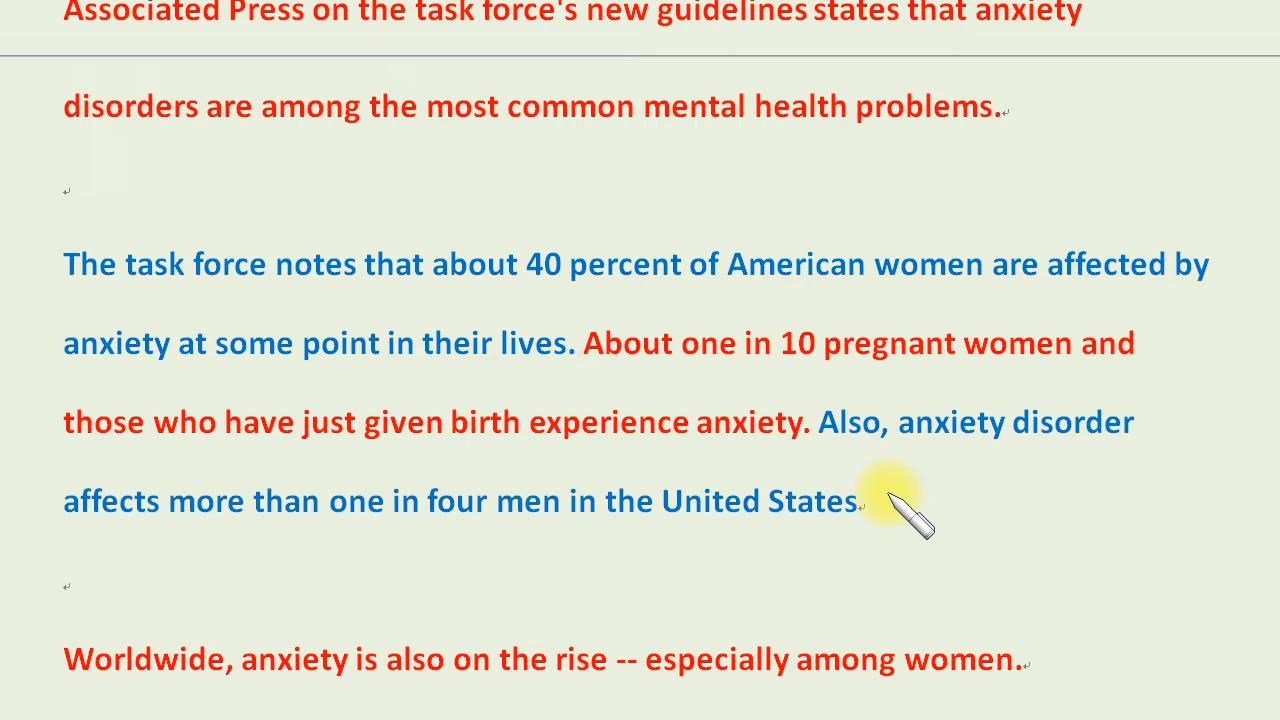 Associated Press on the task force's new guidelines states that anxiety
disorders are among the most common mental health problems.
The task force notes that about 40 percent of American women are affected by
anxiety at some point in their lives. About one in 10 pregnant women and
those who have just given birth experience anxiety. Also, anxiety disorder
affects more than one in four men in the United States.
Worldwide, anxiety is also on the rise -- especially among women.